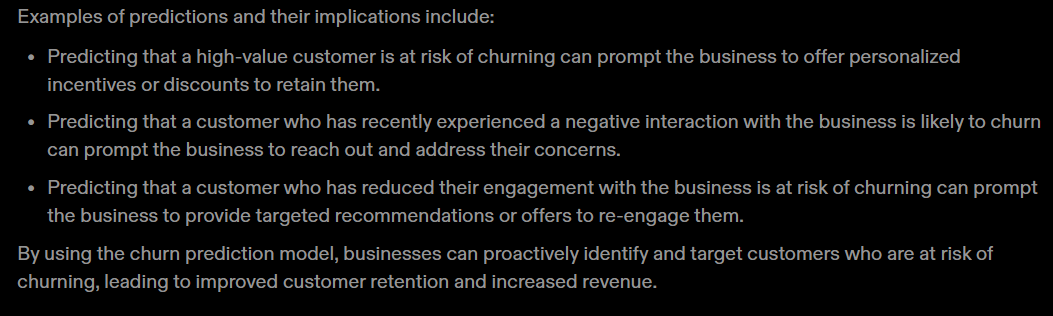 Examples of predictions and their implications include:
• Predicting that a high-value customer is at risk of churning can prompt the business to offer personalized
incentives or discounts to retain them.
• Predicting that a customer who has recently experienced a negative interaction with the business is likely to churn
can prompt the business to reach out and address their concerns.
• Predicting that a customer who has reduced their engagement with the business is at risk of churning can prompt
the business to provide targeted recommendations or offers to re-engage them.
By using the churn prediction model, businesses can proactively identify and target customers who are at risk of
churning, leading to improved customer retention and increased revenue.